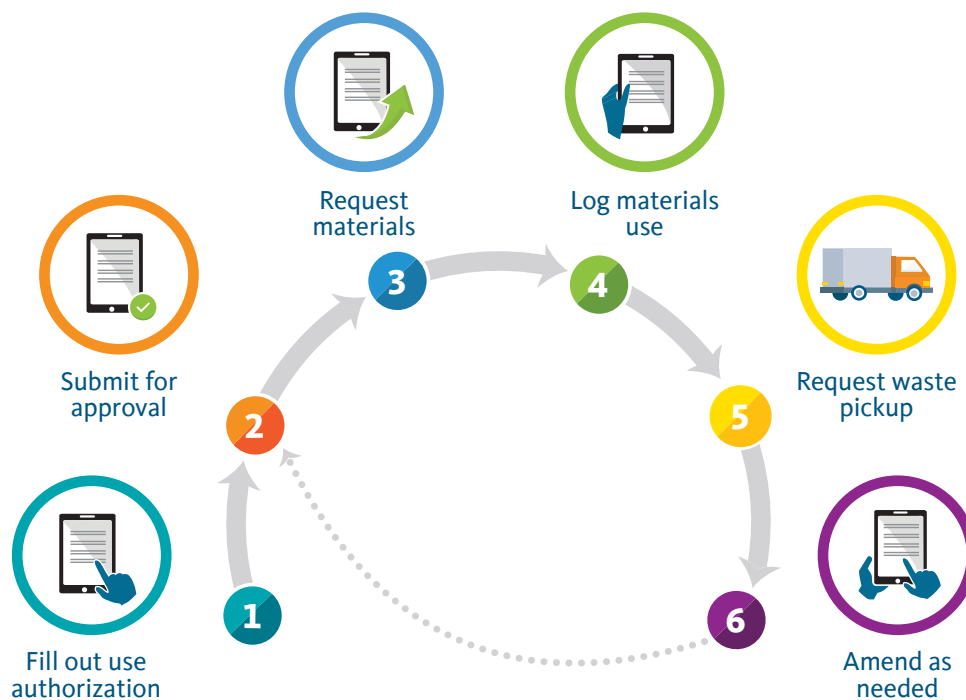 1
Fill out use
authorization
2
Submit for
approval
3
Request
materials
4
Log materials
use
5
Request waste
pickup
6
Amend as
needed